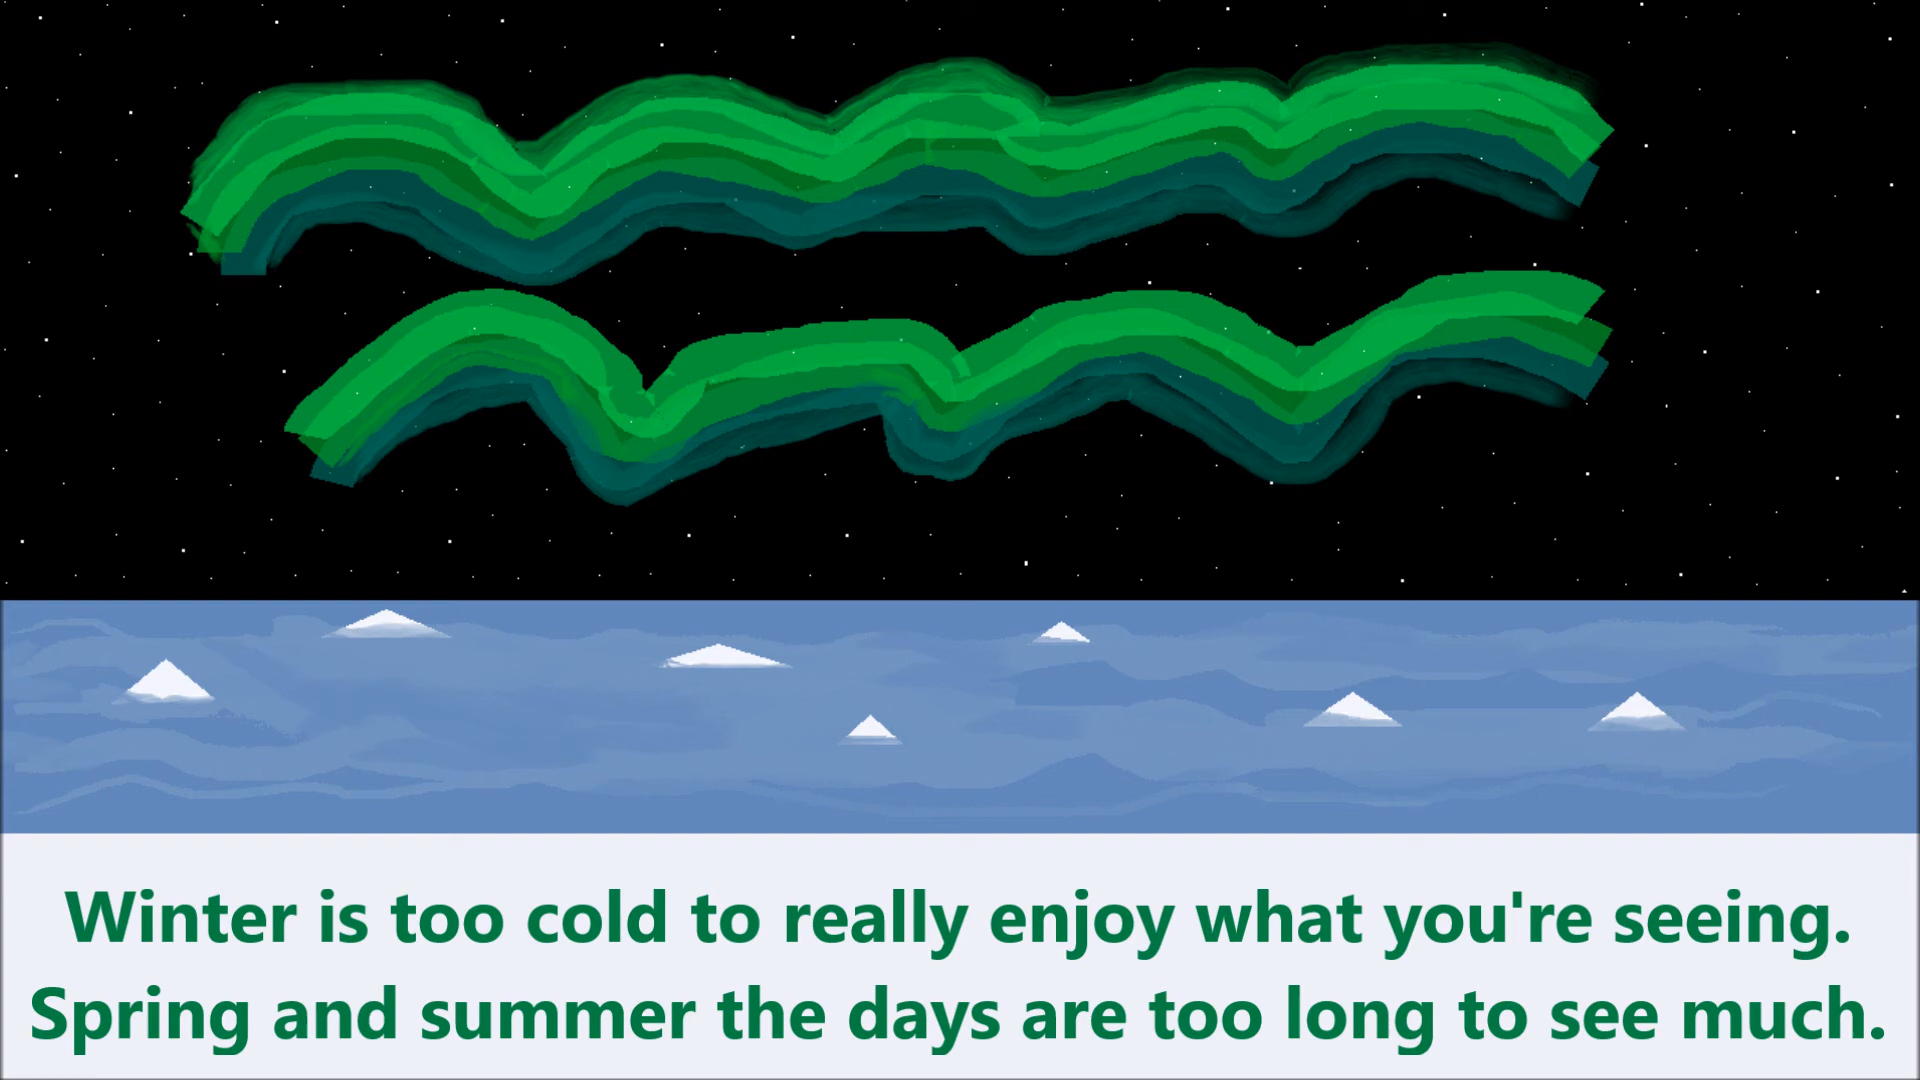 Winter is too cold to really enjoy what you're seeing.
Spring and summer the days are too long to see much.